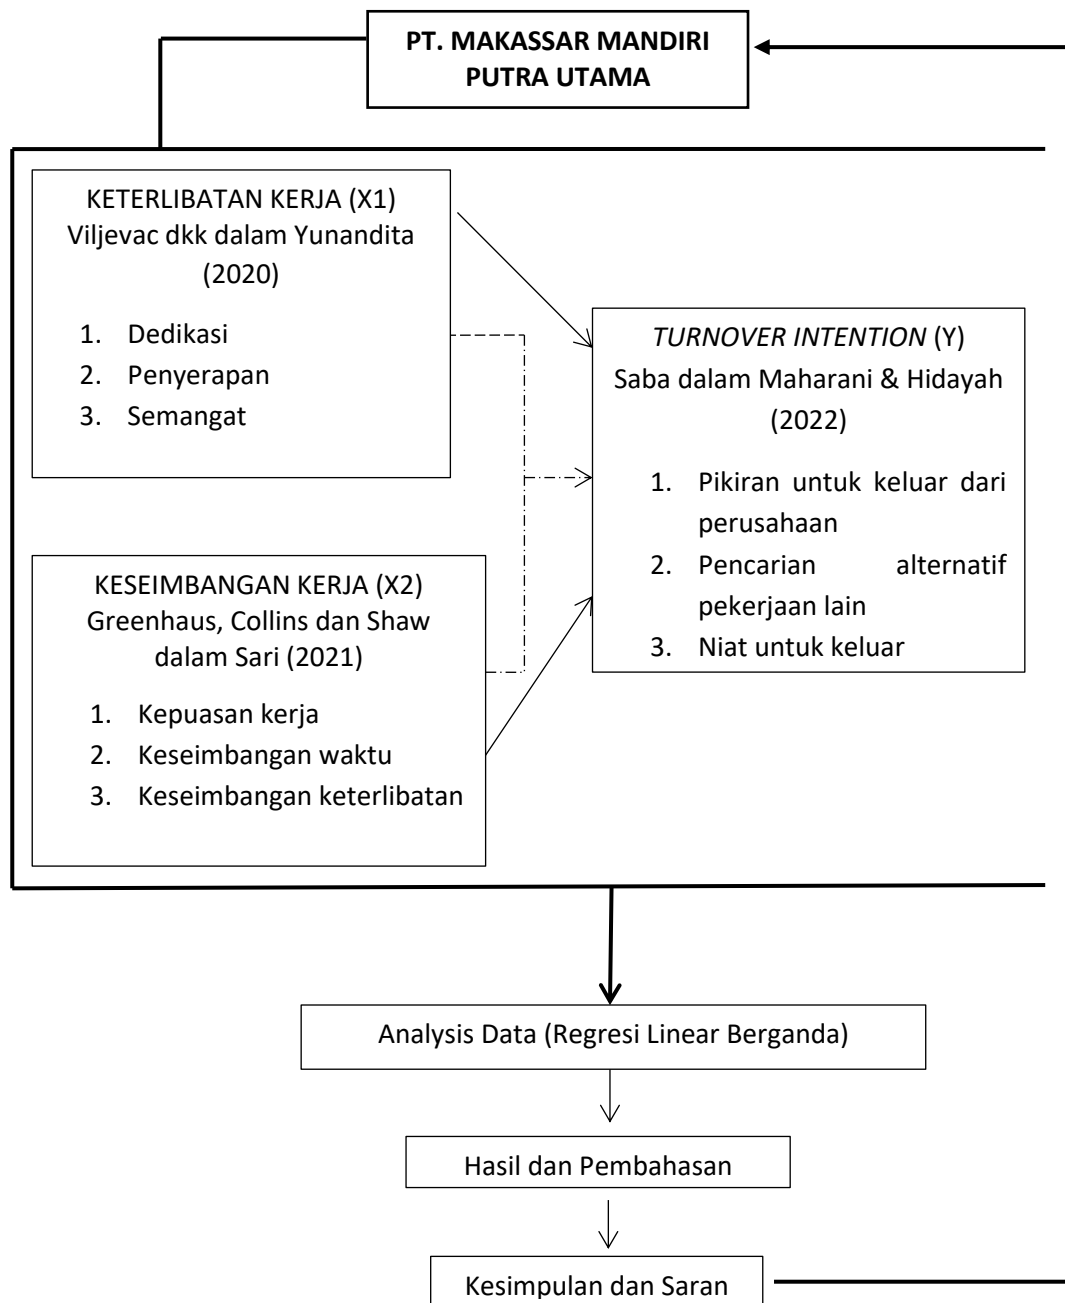 PT. MAKASSAR MANDIRI
PUTRA UTAMA
KETERLIBATAN KERJA (X1)
Viljevac dkk dalam Yunandita
(2020)
1. Dedikasi
2. Penyerapan
3. Semangat
TURNOVER INTENTION (Y)
Saba dalam Maharani & Hidayah
(2022)
1. Pikiran untuk keluar dari
perusahaan
2. Pencarian alternatif
pekerjaan lain
3. Niat untuk keluar
KESEIMBANGAN KERJA (X2)
Greenhaus, Collins dan Shaw
dalam Sari (2021)
1. Kepuasan kerja
2. Keseimbangan waktu
3. Keseimbangan keterlibatan
Analysis Data (Regresi Linear Berganda)
Hasil dan Pembahasan
Kesimpulan dan Saran